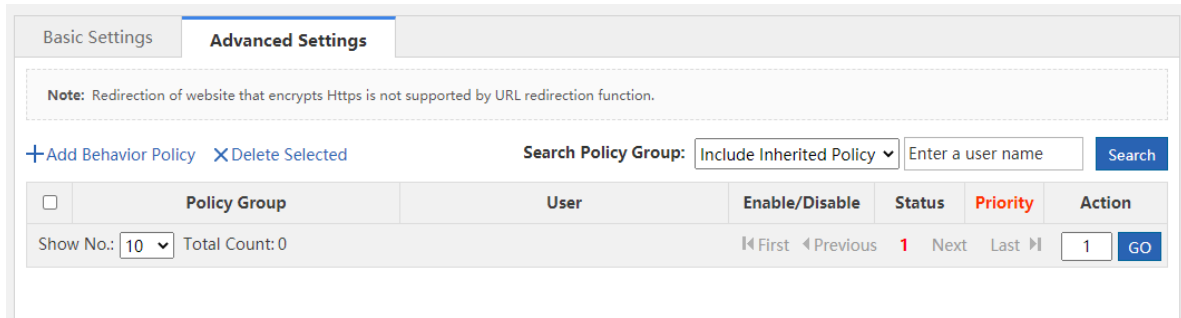 Basic Settings Advanced Settings
Note: Redirection of website that encrypts Https is not supported by URL redirection function.
Add Behavior Policy Delete Selected Search Policy Group: Include Inherited Policy Enter a user name Search
Policy Group User Enable/Disable Status Priority Action
Show No.: 10 Total Count: 0 First Previous 1 Next Last 1 GO